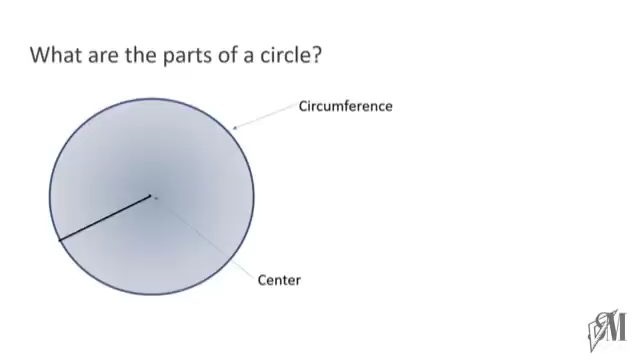 What are the parts of a circle?
Circumference
Center